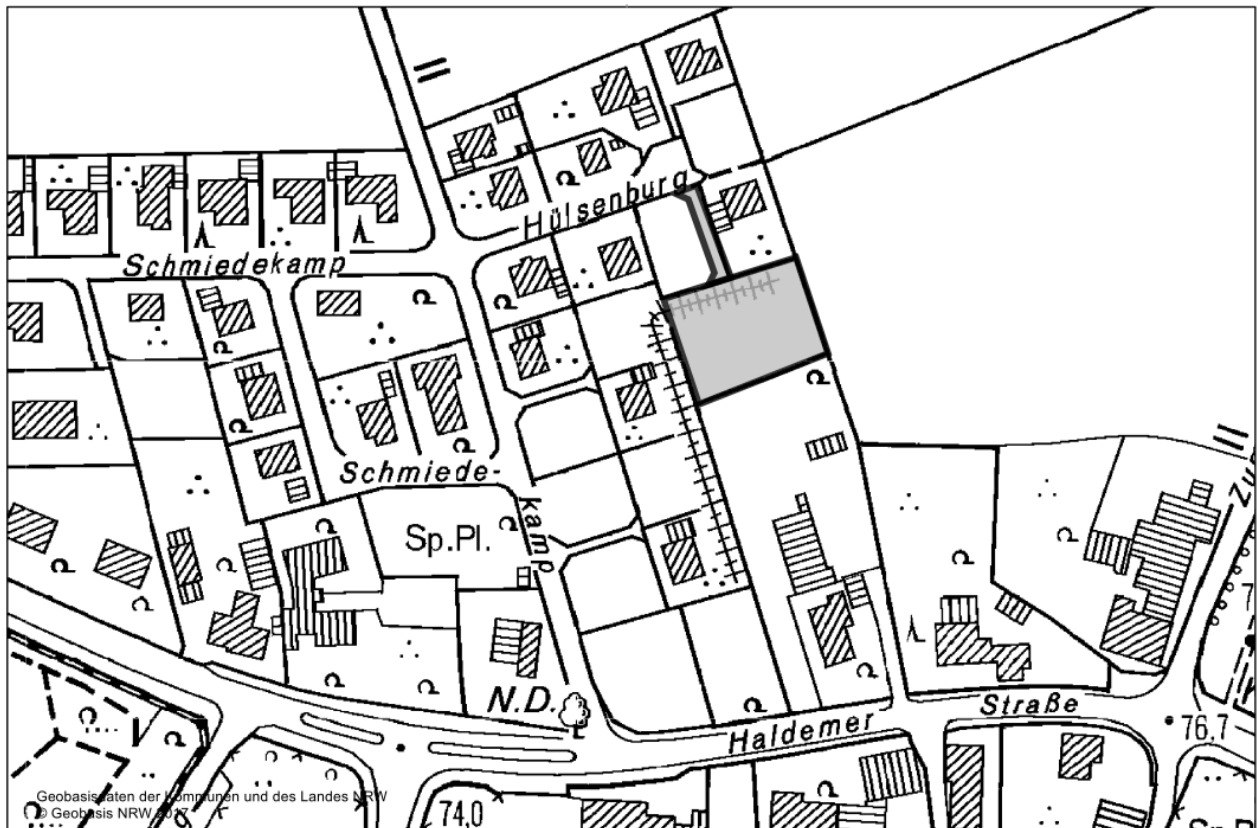 Hülsenburg
Schmiedekamp
Schmiede-
kamp
Sp.Pl.
N.D.
Haldemer
Straße
76,7
74,0
Geobasisdaten der Kommunen und des Landes NRW
© Geobasis NRW 2017